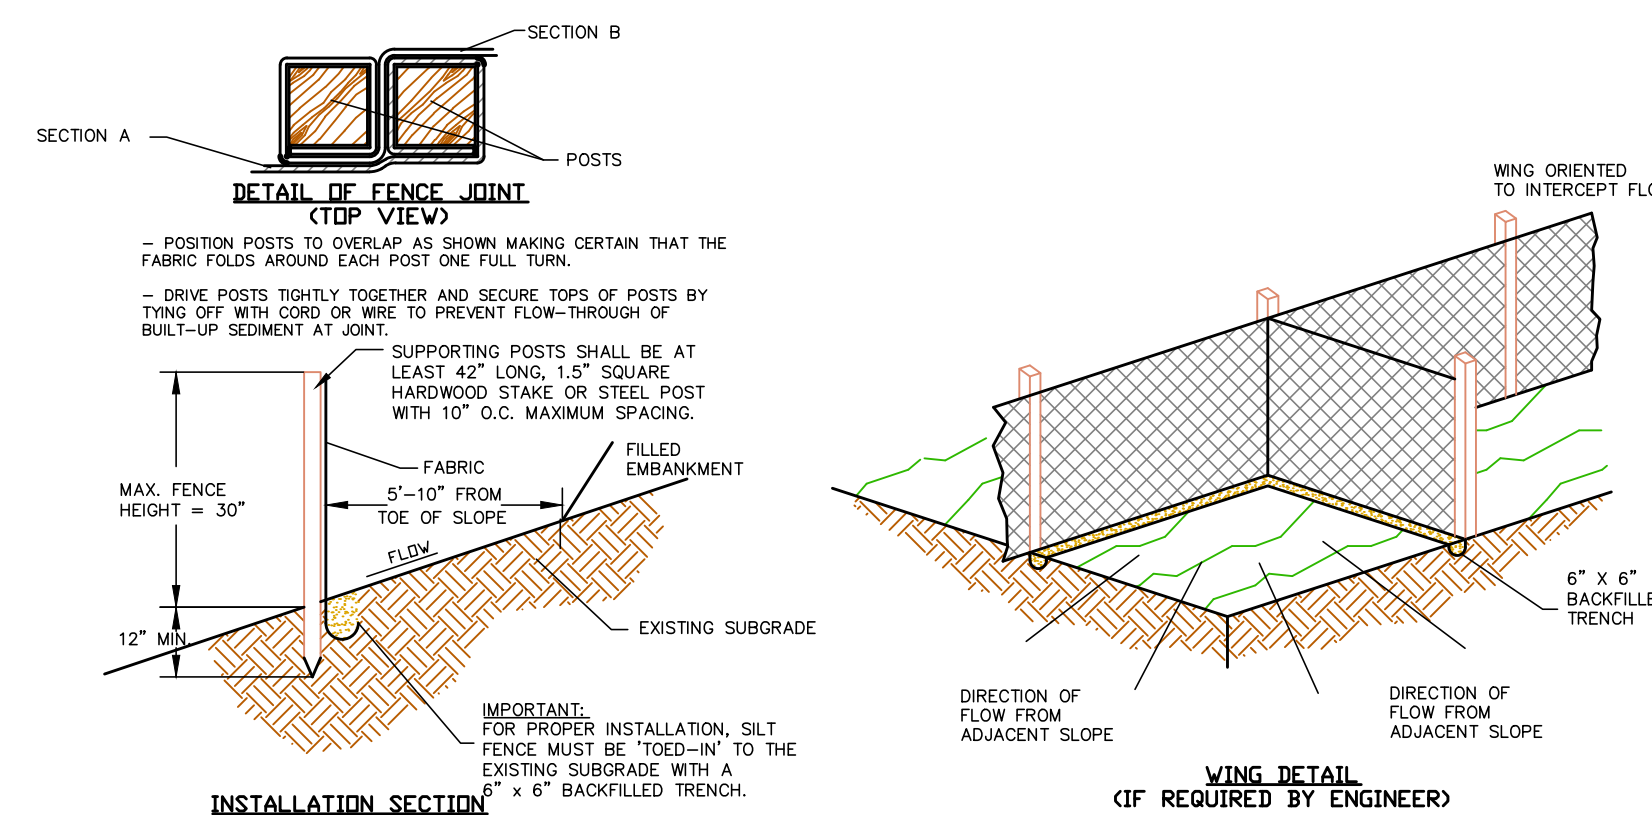 SECTION B
SECTION A
POSTS
DETAIL OF FENCE JOINT
(TOP VIEW)
– POSITION POSTS TO OVERLAP AS SHOWN MAKING CERTAIN THAT THE
FABRIC FOLDS AROUND EACH POST ONE FULL TURN.
– DRIVE POSTS TIGHTLY TOGETHER AND SECURE TOPS OF POSTS BY
TYING OFF WITH CORD OR WIRE TO PREVENT FLOW–THROUGH OF
BUILT–UP SEDIMENT AT JOINT.
SUPPORTING POSTS SHALL BE AT
LEAST 42" LONG, 1.5" SQUARE
HARDWOOD STAKE OR STEEL POST
WITH 10" O.C. MAXIMUM SPACING.
FILLED
EMBANKMENT
FABRIC
5'–10" FROM
TOE OF SLOPE
MAX. FENCE
HEIGHT = 30"
FLOW
12" MIN.
EXISTING SUBGRADE
IMPORTANT:
FOR PROPER INSTALLATION, SILT
FENCE MUST BE 'TOED–IN' TO THE
EXISTING SUBGRADE WITH A
6" x 6" BACKFILLED TRENCH.
INSTALLATION SECTION
WING ORIENTED
TO INTERCEPT FLO
6" X 6"
BACKFILLE
TRENCH
DIRECTION OF
FLOW FROM
ADJACENT SLOPE
DIRECTION OF
FLOW FROM
ADJACENT SLOPE
WING DETAIL
(IF REQUIRED BY ENGINEER)